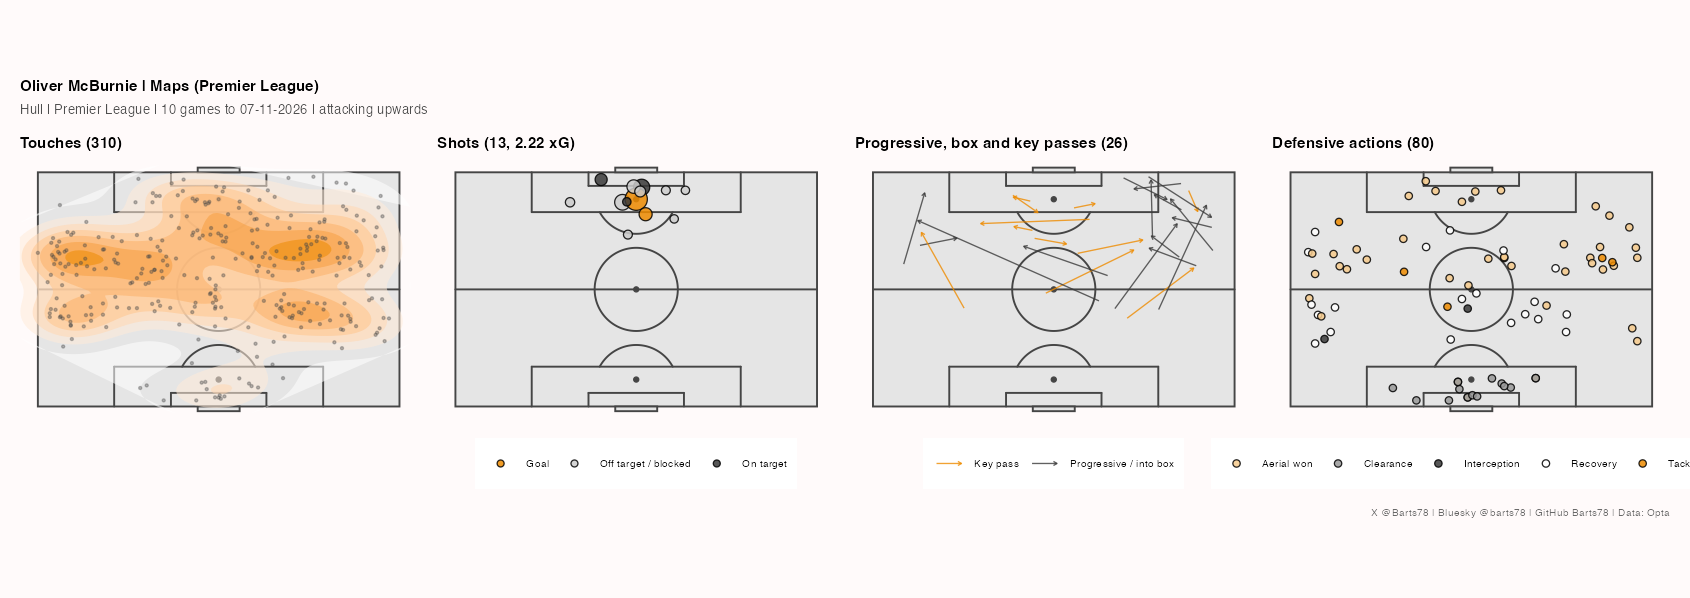 Oliver McBurnie | Maps (Premier League)
Hull | Premier League | 10 games to 07-11-2026 | attacking upwards
Touches (310)
Shots (13, 2.22 xG)
Progressive, box and key passes (26)
Defensive actions (80)
Goal
Off target / blocked
On target
Key pass
Progressive / into box
Aerial won
Clearance
Interception
Recovery
Tack
X @Barts78 | Bluesky @barts78 | GitHub Barts78 | Data: Opta